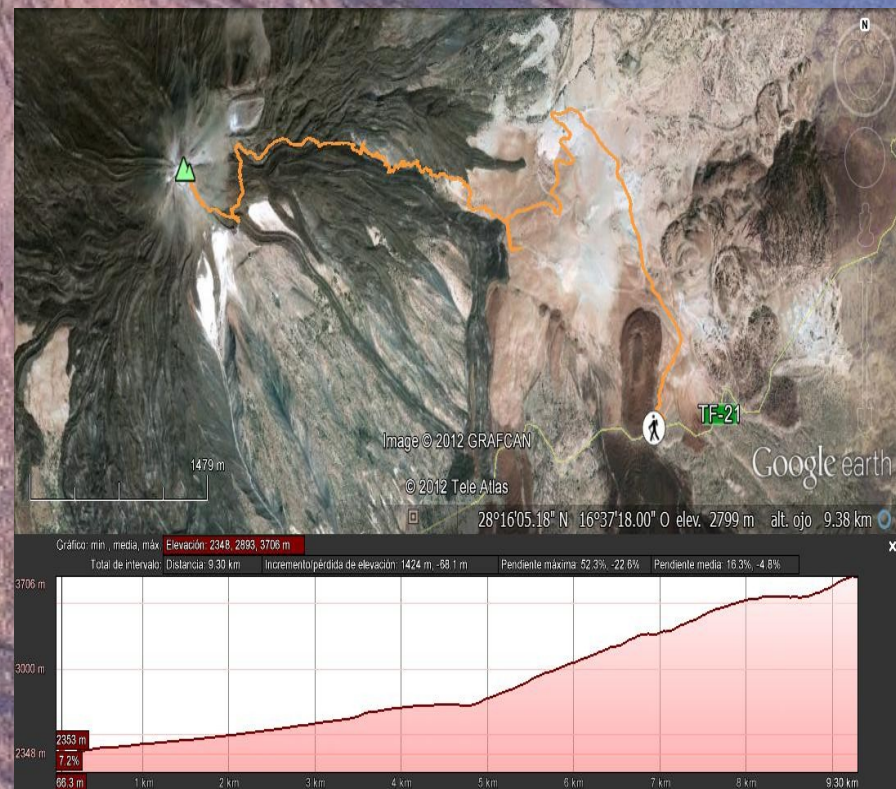 N
TF-21
Image © 2012 GRAFCAN
1479 m
© 2012 Tele Atlas
Google earth
28°16'05.18" N 16°37'18.00" O elev. 2799 m alt. ojo 9.38 km
Gráfico: min., media, máx. Elevación: 2348, 2893, 3706 m
x
Total de intervalo: Distancia: 9.30 km Incremento/pérdida de elevación: 1424 m, -68.1 m Pendiente máxima: 52.3%, -22.6% Pendiente media: 16.3%, -4.8%
3706 m
3000 m
2353 m
2348 m
7.2%
66.3 m 1 km 2 km 3 km 4 km 5 km 6 km 7 km 8 km 9.30 km